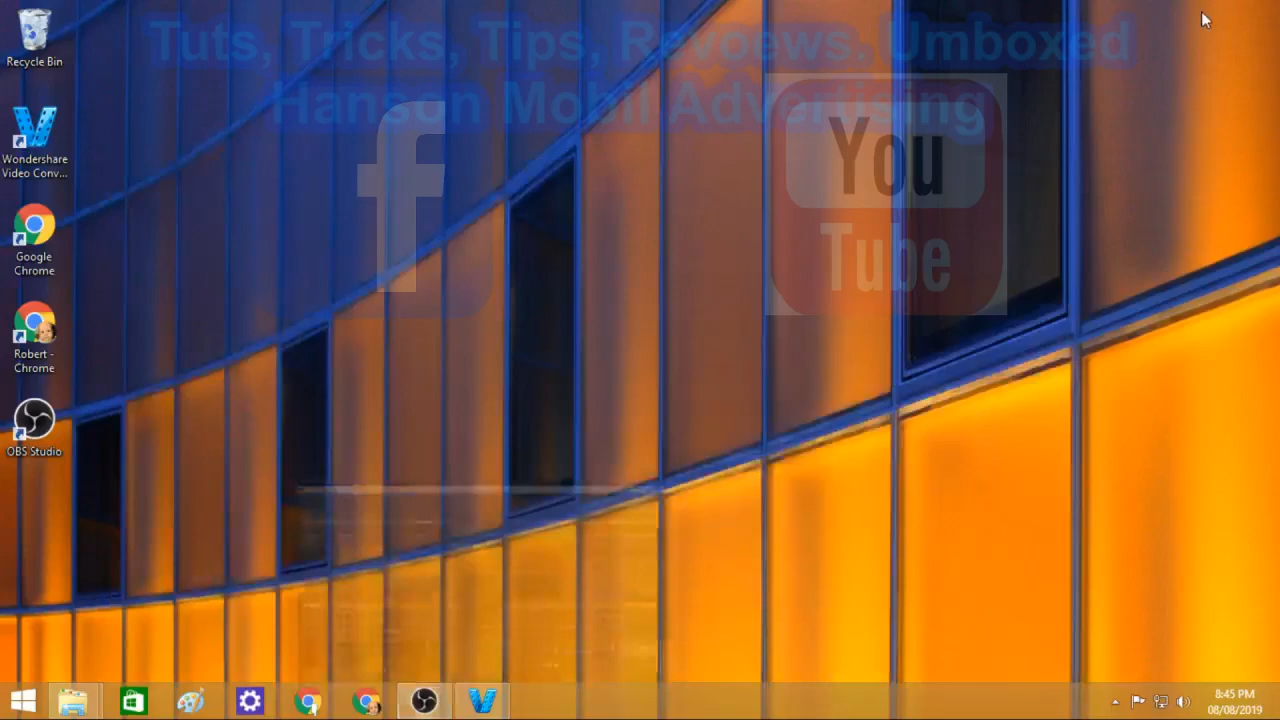 Tuts, Tricks, Tips, Revoews. Umboxed
Hanson Mobil Advertising
f
You
Tube
Recycle Bin
Wondershare
Video Conv...
Google
Chrome
Robert -
Chrome
OBS Studio
8:45 PM
08/08/2019